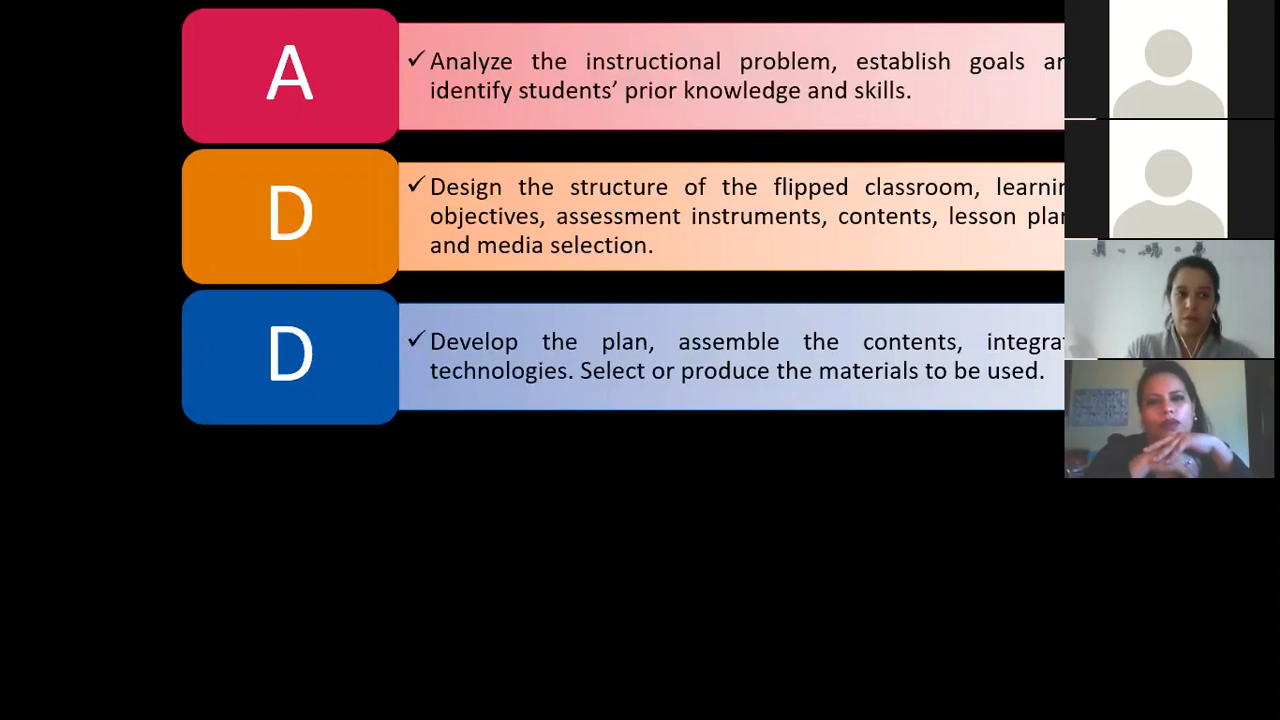 A
✓ Analyze the instructional problem, establish goals
identify students’ prior knowledge and skills.
D
✓ Design the structure of the flipped classroom,
objectives, assessment instruments, contents, lesson
and media selection.
D
✓ Develop the plan, assemble the contents,
technologies. Select or produce the materials to be used.